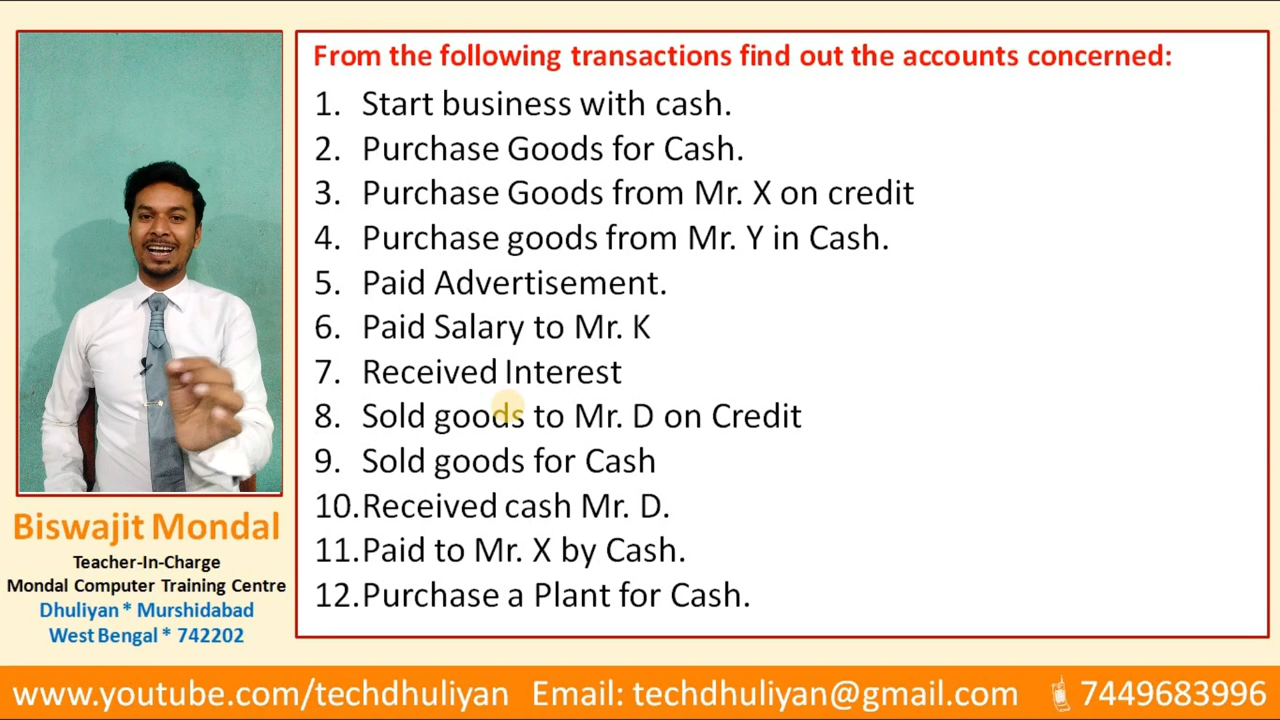 From the following transactions find out the accounts concerned:
1. Start business with cash.
2. Purchase Goods for Cash.
3. Purchase Goods from Mr. X on credit
4. Purchase goods from Mr. Y in Cash.
5. Paid Advertisement.
6. Paid Salary to Mr. K
7. Received Interest
8. Sold goods to Mr. D on Credit
9. Sold goods for Cash
10. Received cash Mr. D.
11. Paid to Mr. X by Cash.
12. Purchase a Plant for Cash.
Biswajit Mondal
Teacher-In-Charge
Mondal Computer Training Centre
Dhuliyan * Murshidabad
West Bengal * 742202
www.youtube.com/techdhuliyan Email: techdhuliyan@gmail.com 7449683996